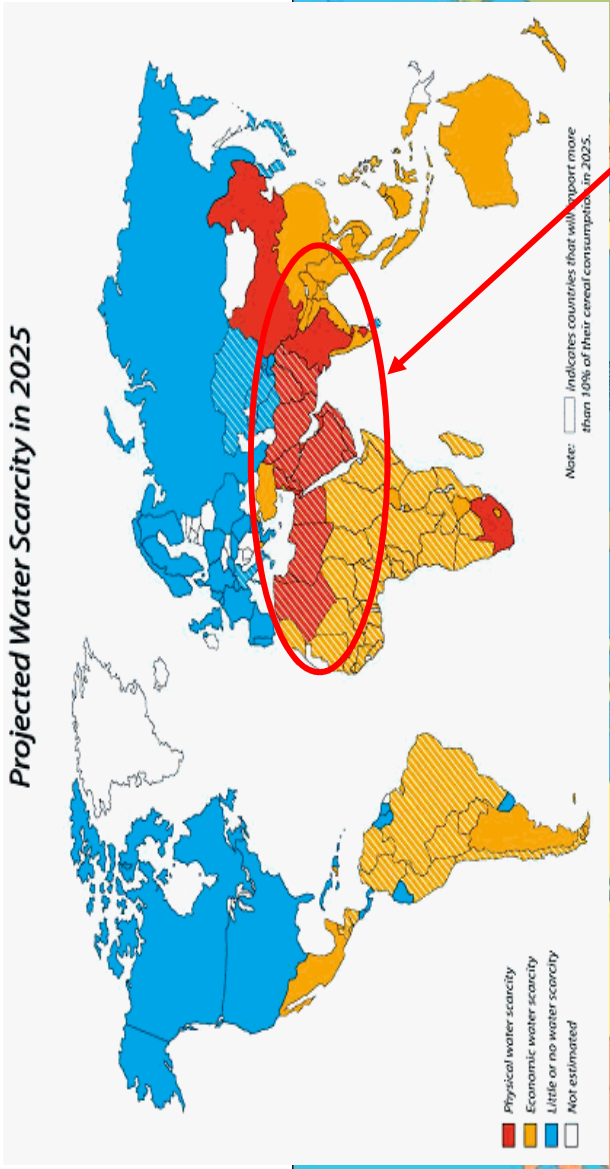 Projected Water Scarcity in 2025
Physical water scarcity
Economic water scarcity
Little or no water scarcity
Not estimated
Note: indicates countries that will import more
than 10% of their cereal consumption in 2025.